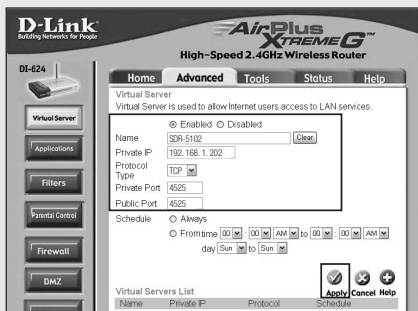 D-Link
Building Networks for People
AirPlus
XTREME G™
High-Speed 2.4GHz Wireless Router
DI-624
Home Advanced Tools Status Help
Virtual Server
Virtual Server is used to allow Internet users access to LAN services.
Enabled Disabled
Name SDR-5102 Clear
Private IP 192.168.1.202
Protocol Type TCP
Private Port 4525
Public Port 4525
Schedule Always
From time 00 : 00 AM to 00 : 00 AM
day Sun to Sun
Apply Cancel Help
Virtual Servers List
Name Private IP Protocol Schedule
Virtual Server
Applications
Filters
Parental Control
Firewall
DMZ